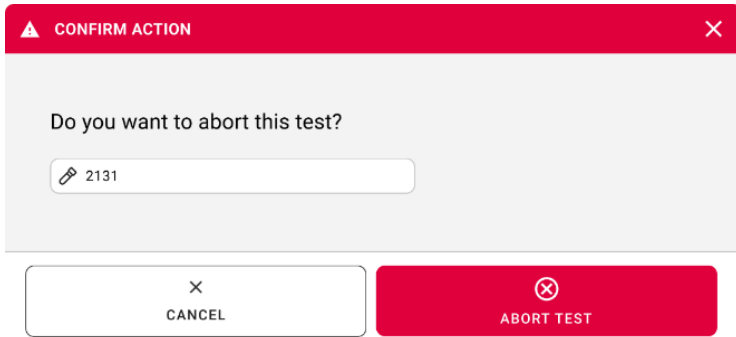 CONFIRM ACTION
Do you want to abort this test?
2131
CANCEL
ABORT TEST